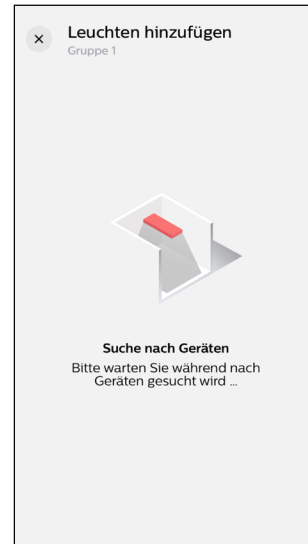 Leuchten hinzufügen
Gruppe 1
Suche nach Geräten
Bitte warten Sie während nach
Geräten gesucht wird ...